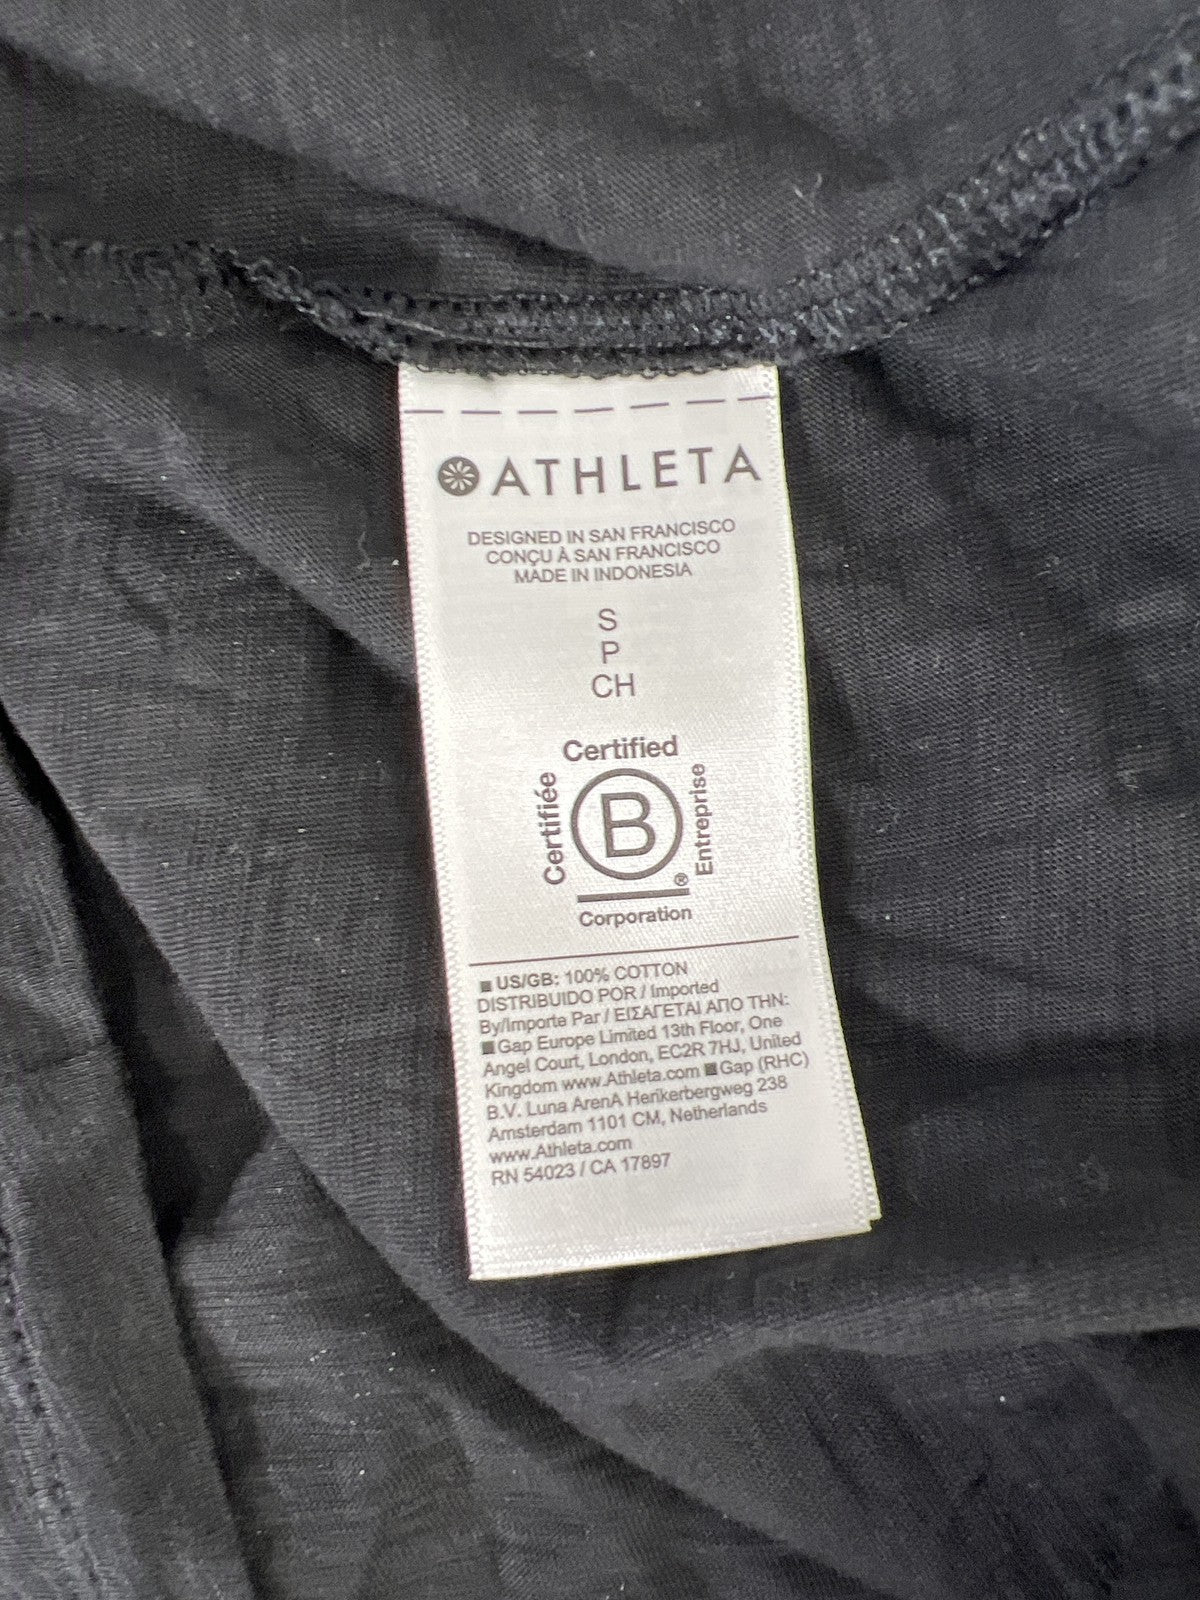 ATHLETA
DESIGNED IN SAN FRANCISCO
CONÇU À SAN FRANCISCO
MADE IN INDONESIA
S
P
CH
Certified
Certifiée
B
Entreprise
®
Corporation
■ US/GB: 100% COTTON
DISTRIBUIDO POR / Imported
By/Importe Par / ΕΙΣΑΓΕΤΑΙ ΑΠΟ ΤΗΝ:
■ Gap Europe Limited 13th Floor, One
Angel Court, London, EC2R 7HJ, United
Kingdom www.Athleta.com ■ Gap (RHC)
B.V. Luna ArenA Herikerbergweg 238
Amsterdam 1101 CM, Netherlands
www.Athleta.com
RN 54023 / CA 17897